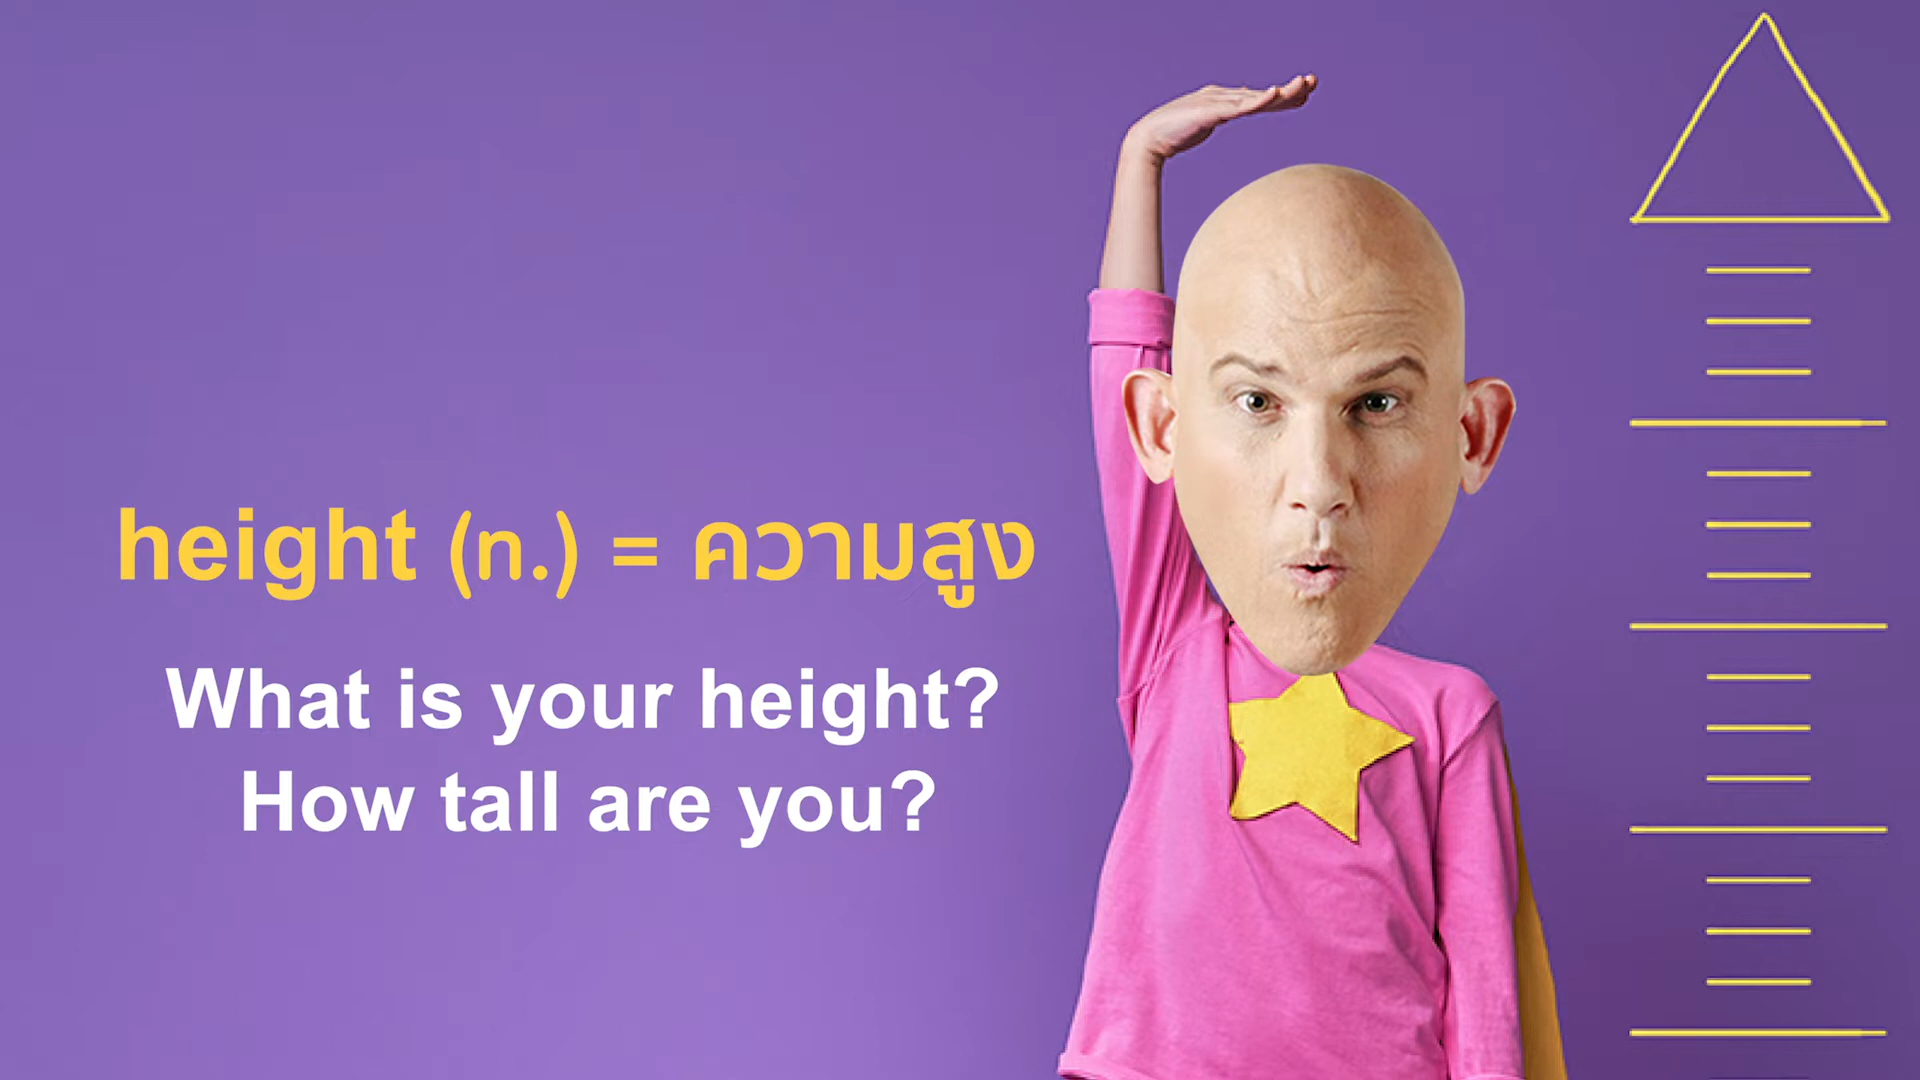 height (n.) = ความสูง
What is your height?
How tall are you?